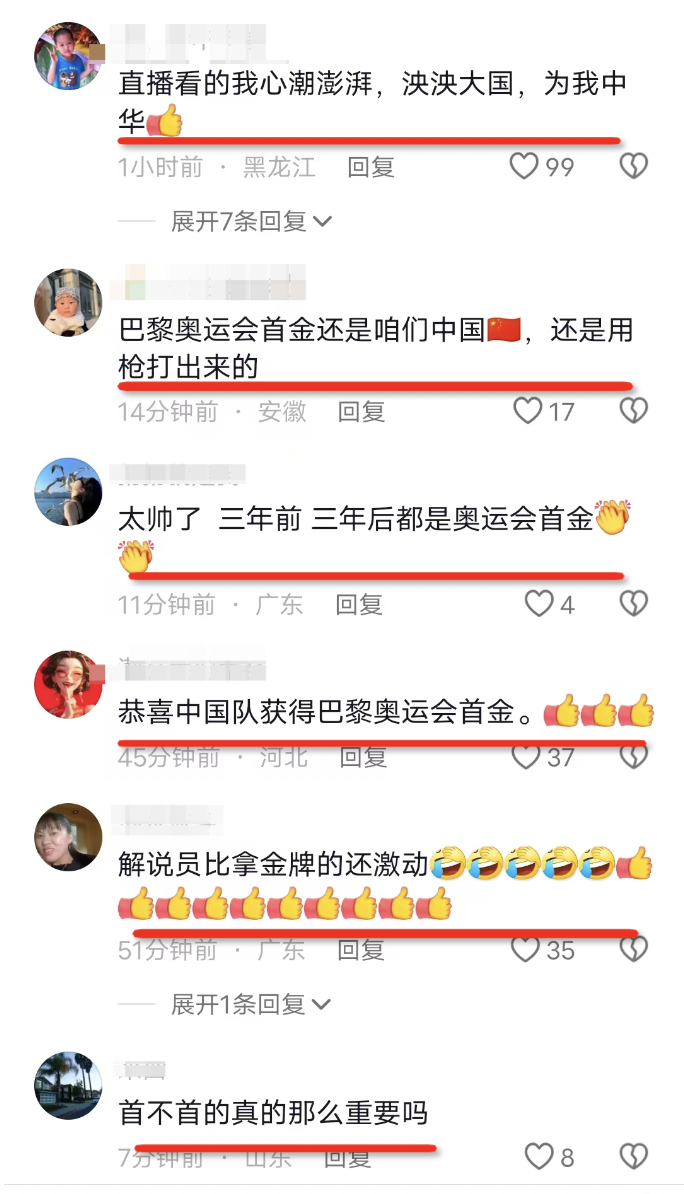 直播看的我心潮澎湃，泱泱大国，为我中
华👍
1小时前 · 黑龙江 回复 99
展开7条回复
巴黎奥运会首金还是咱们中国🇨🇳，还是用
枪打出来的
14分钟前 · 安徽 回复 17
太帅了 三年前 三年后都是奥运会首金👏
👏
11分钟前 · 广东 回复 4
恭喜中国队获得巴黎奥运会首金。👍👍👍
45分钟前 · 河北 回复 37
解说员比拿金牌的还激动🤣🤣🤣🤣🤣👍
👍👍👍👍👍👍👍👍👍
51分钟前 · 广东 回复 35
展开1条回复
首不首的真的那么重要吗
7分钟前 · 山东 回复 8